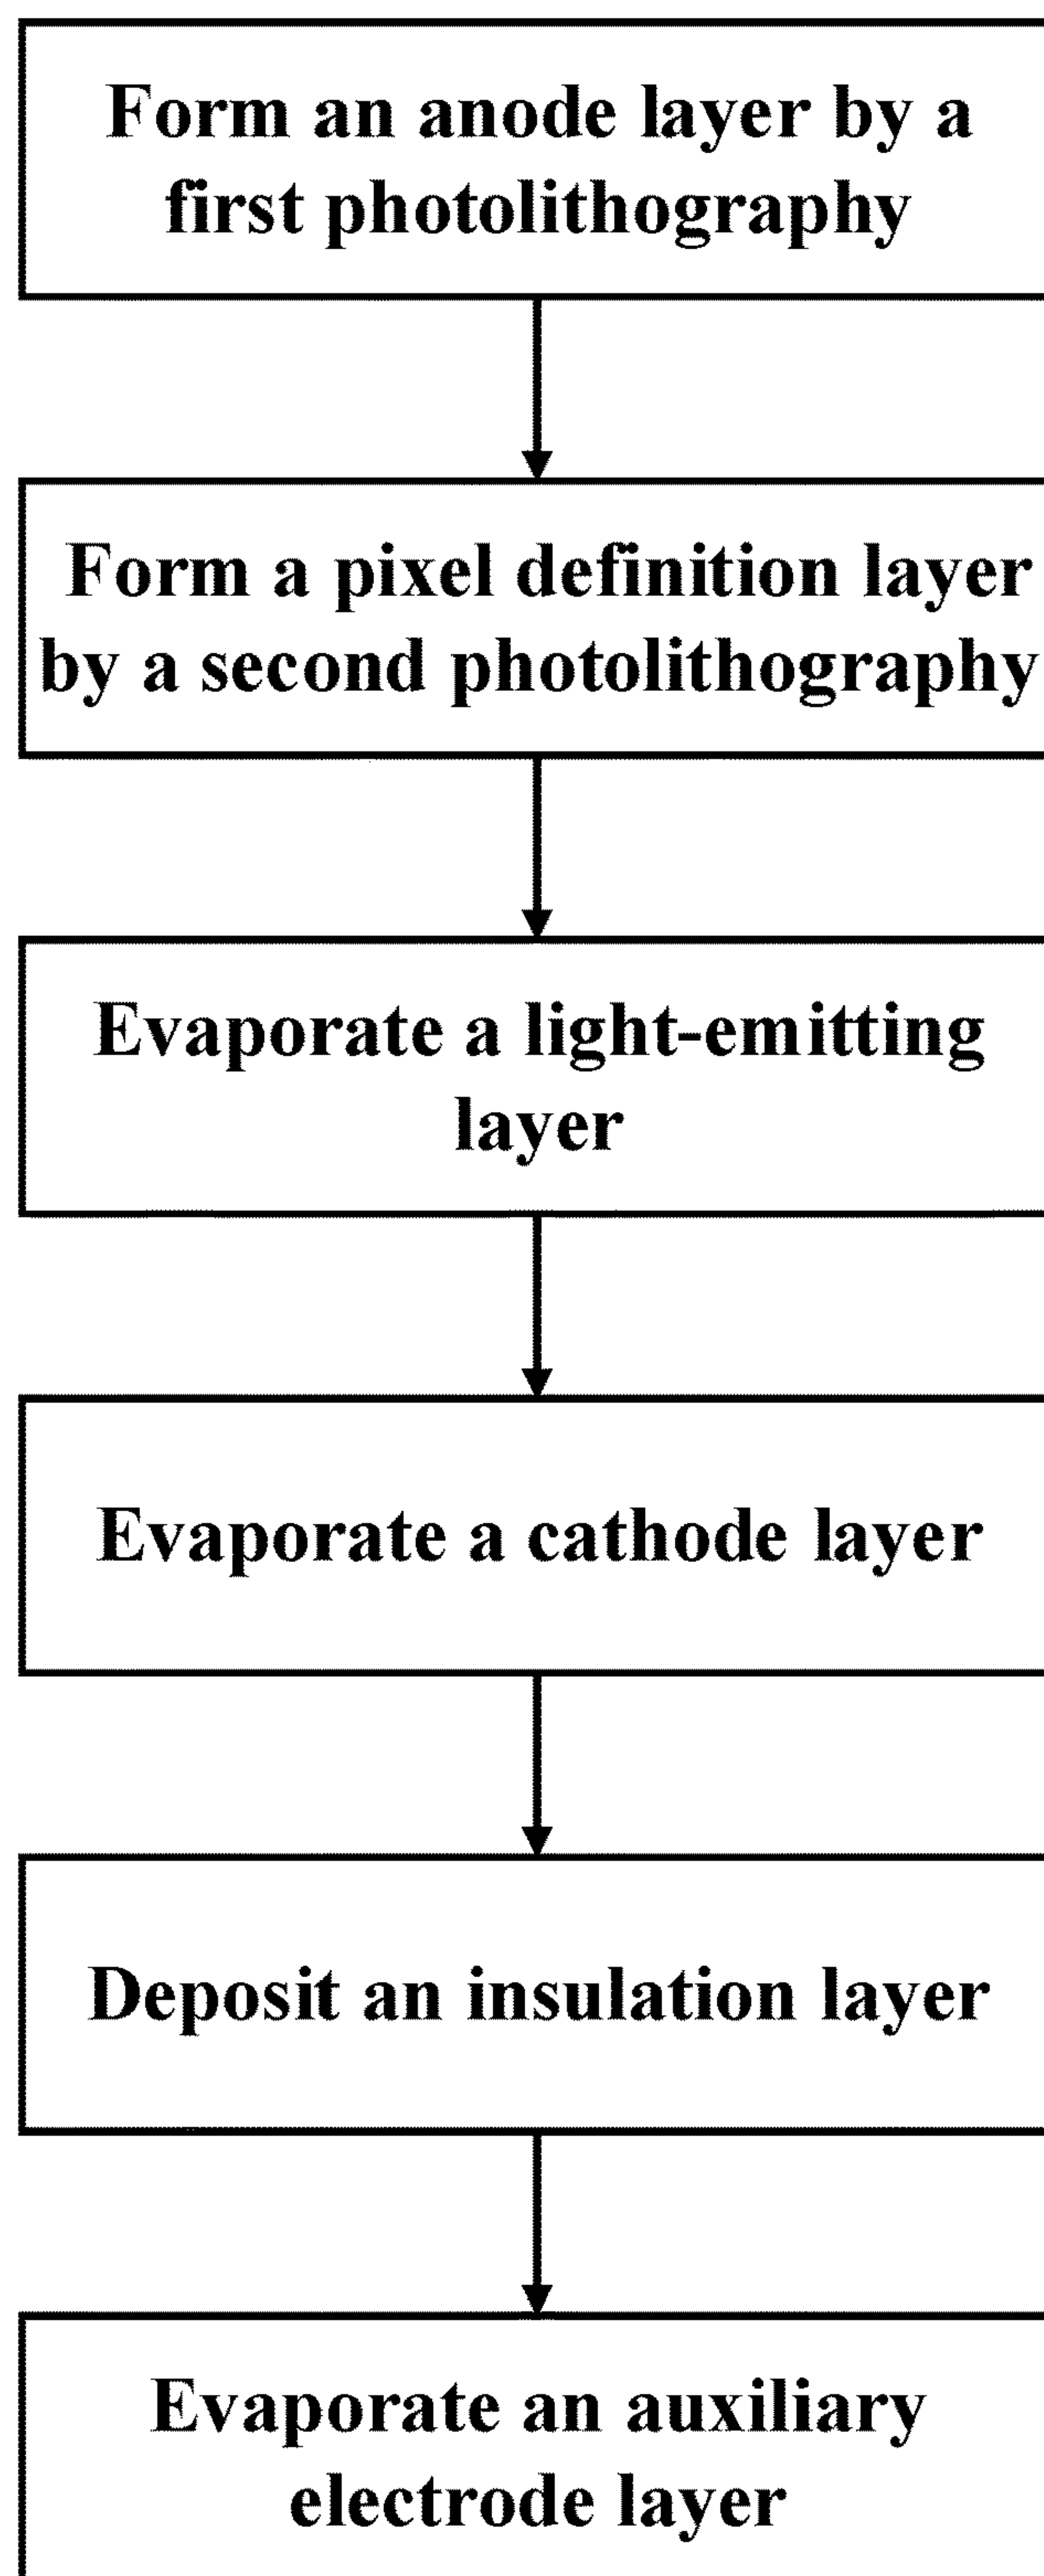 Form an anode layer by a
first photolithography
Form a pixel definition layer
by a second photolithography
Evaporate a light-emitting
layer
Evaporate a cathode layer
Deposit an insulation layer
Evaporate an auxiliary
electrode layer